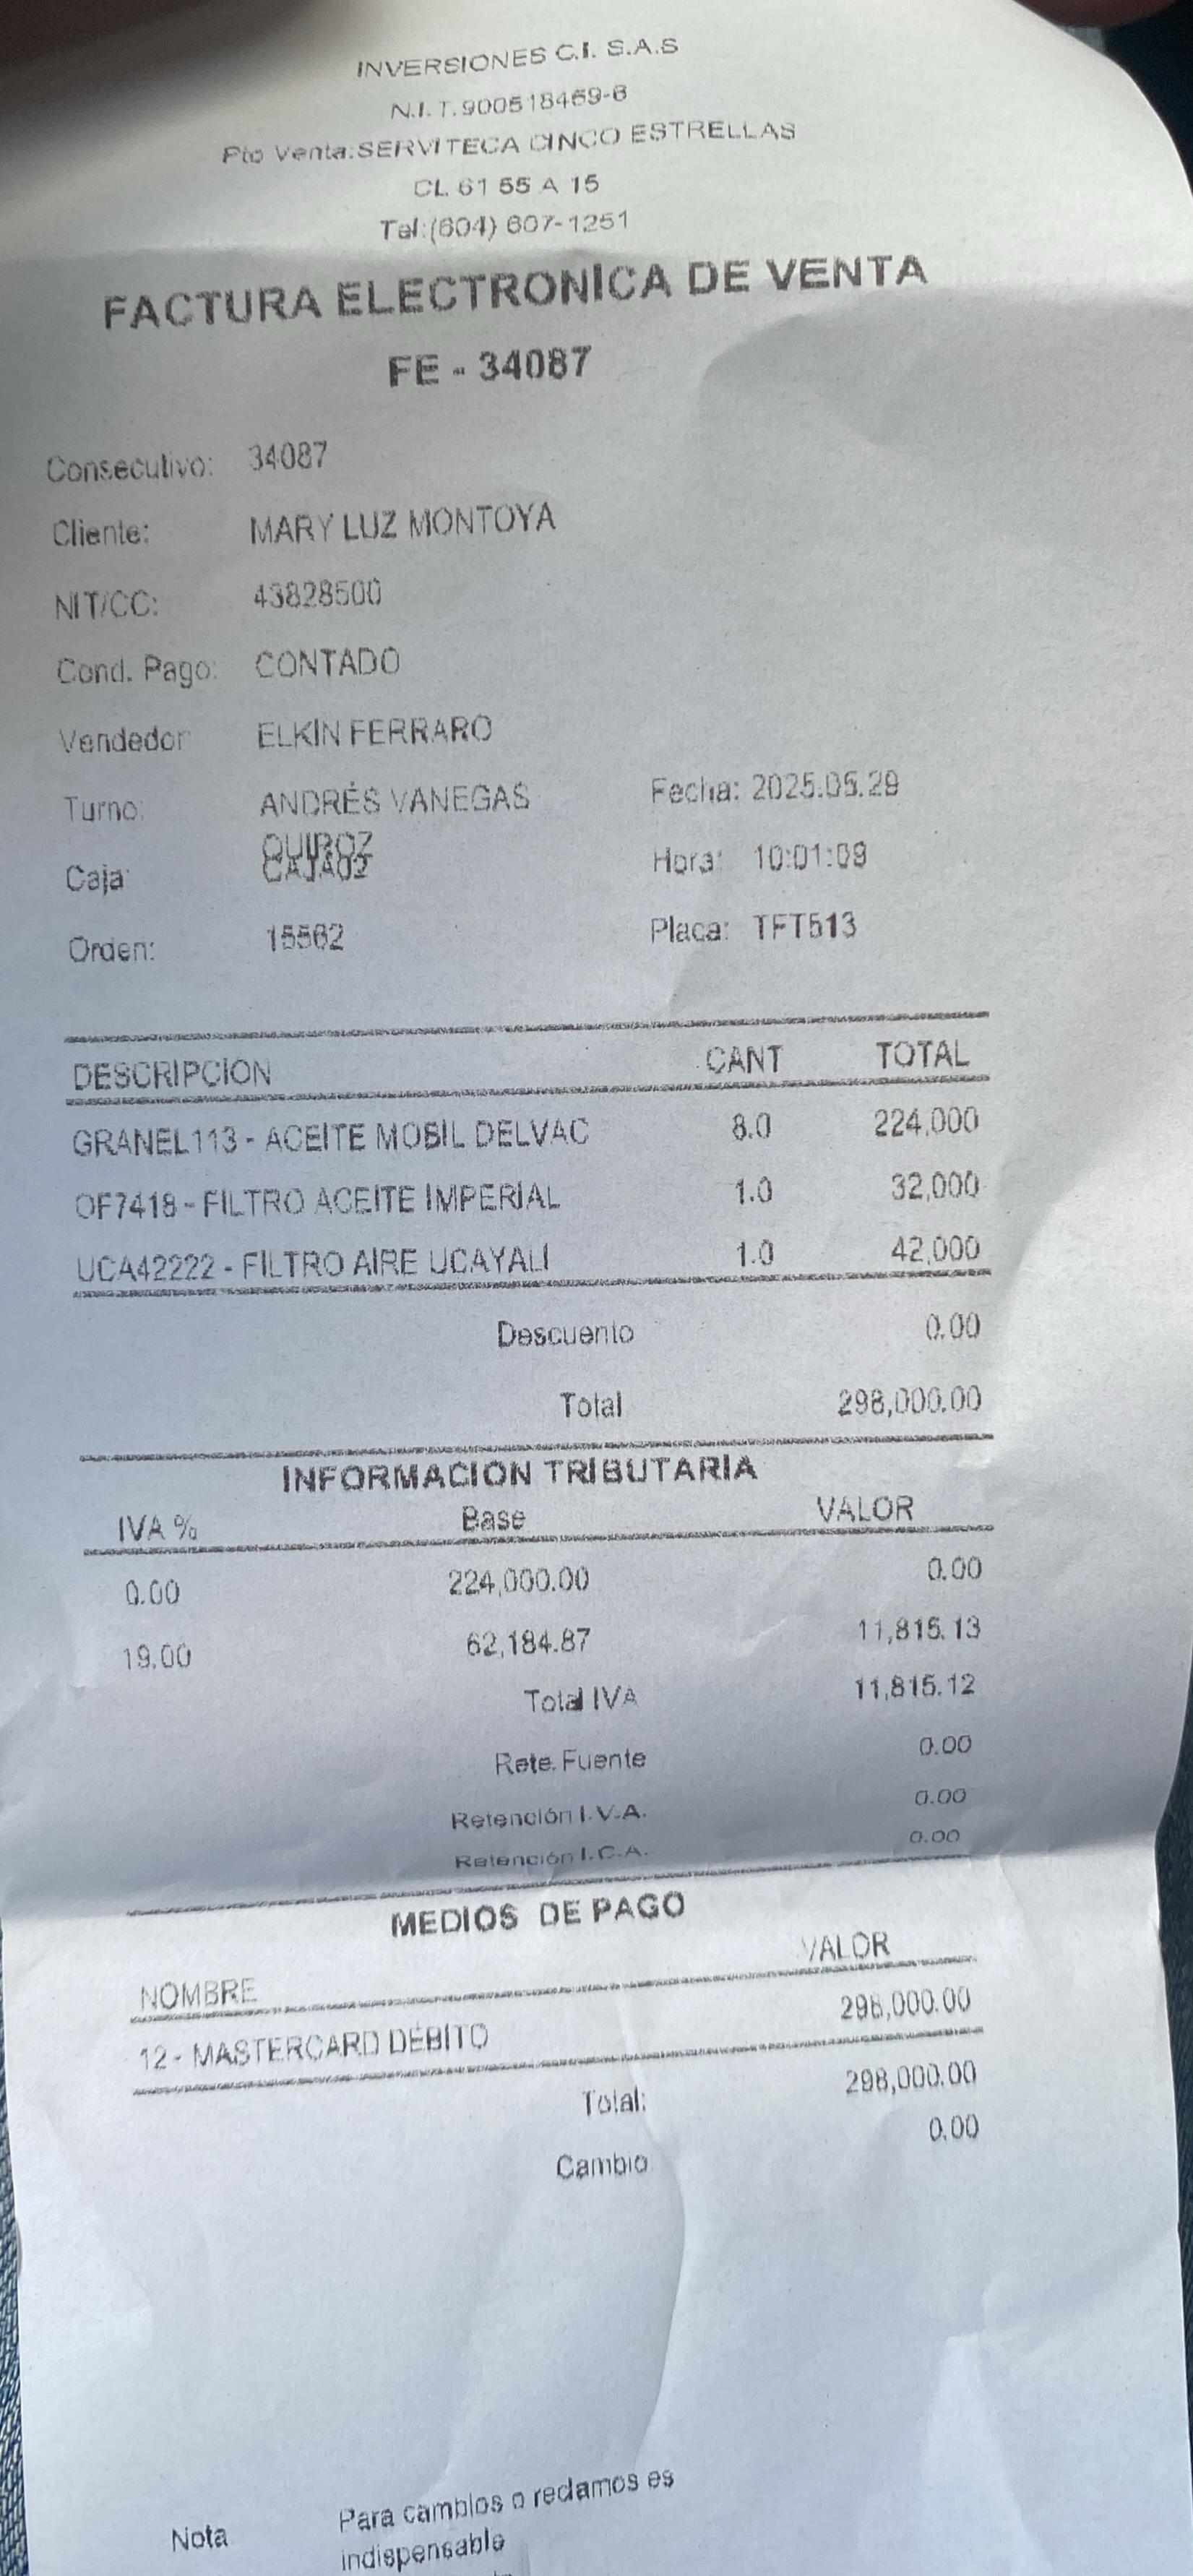 INVERSIONES C.I. S.A.S
N.I.T.900518469-6
Pto Venta:SERVITECA CINCO ESTRELLAS
CL 61 55 A 15
Tel:(604) 607-1251
FACTURA ELECTRONICA DE VENTA
FE - 34087
Consecutivo: 34087
Cliente: MARY LUZ MONTOYA
NIT/CC: 43828500
Cond. Pago: CONTADO
Vendedor ELKIN FERRARO
Turno: ANDRÉS VANEGAS Fecha: 2025.05.29
QUIROZ
Caja: CAJA02 Hora: 10:01:09
Orden: 15562 Placa: TFT513
DESCRIPCION CANT TOTAL
GRANEL113 - ACEITE MOBIL DELVAC 8.0 224,000
OF7418 - FILTRO ACEITE IMPERIAL 1.0 32,000
UCA42222 - FILTRO AIRE UCAYALI 1.0 42,000
Descuento 0.00
Total 298,000.00
INFORMACION TRIBUTARIA
IVA % Base VALOR
0.00 224,000.00 0.00
19.00 62,184.87 11,815.13
Total IVA 11,815.12
Rete. Fuente 0.00
Retención I.V.A. 0.00
Retención I.C.A. 0.00
MEDIOS DE PAGO
NOMBRE VALOR
12 - MASTERCARD DÉBITO 298,000.00
Total: 298,000.00
Cambio 0.00
Nota Para cambios o reclamos es
indispensable